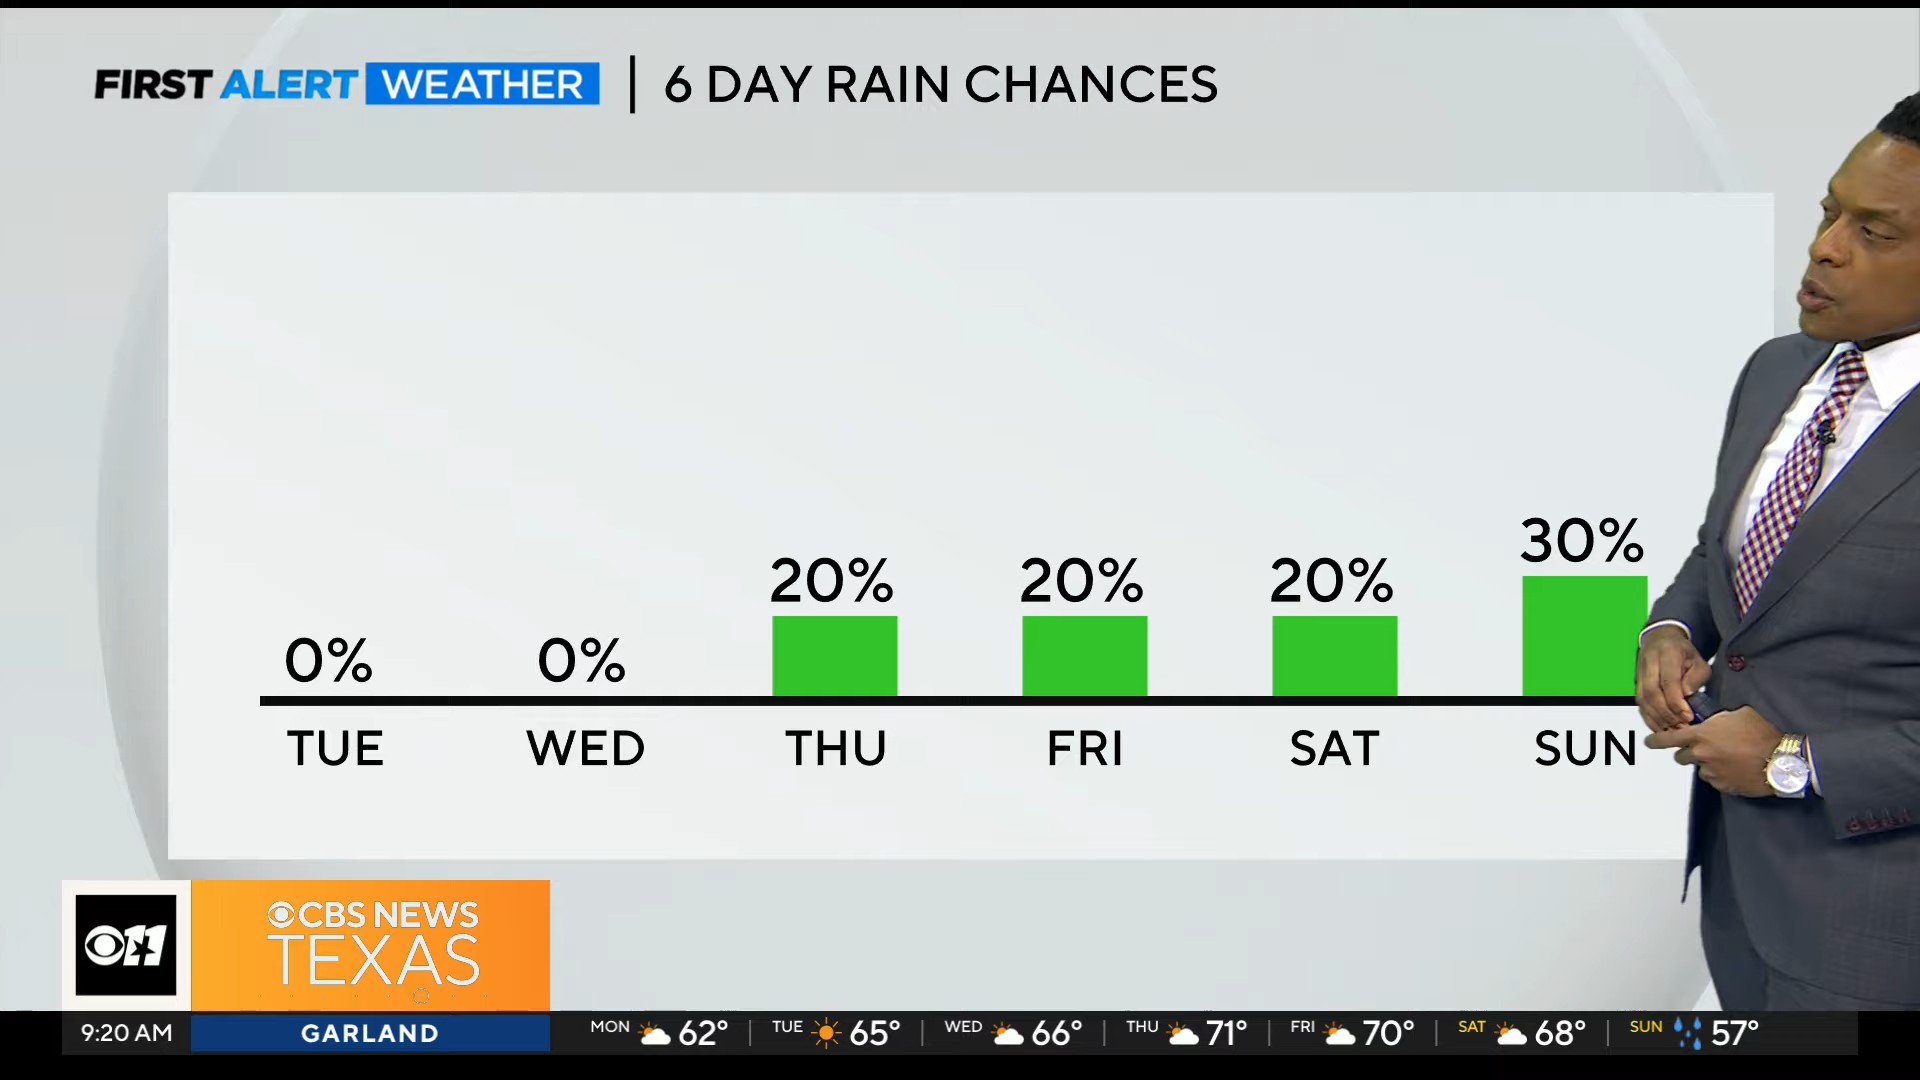 FIRST ALERT WEATHER | 6 DAY RAIN CHANCES
0% 0% 20% 20% 20% 30%
TUE WED THU FRI SAT SUN
CBS NEWS
TEXAS
11
9:20 AM GARLAND MON 62° TUE 65° WED 66° THU 71° FRI 70° SAT 68° SUN 57°